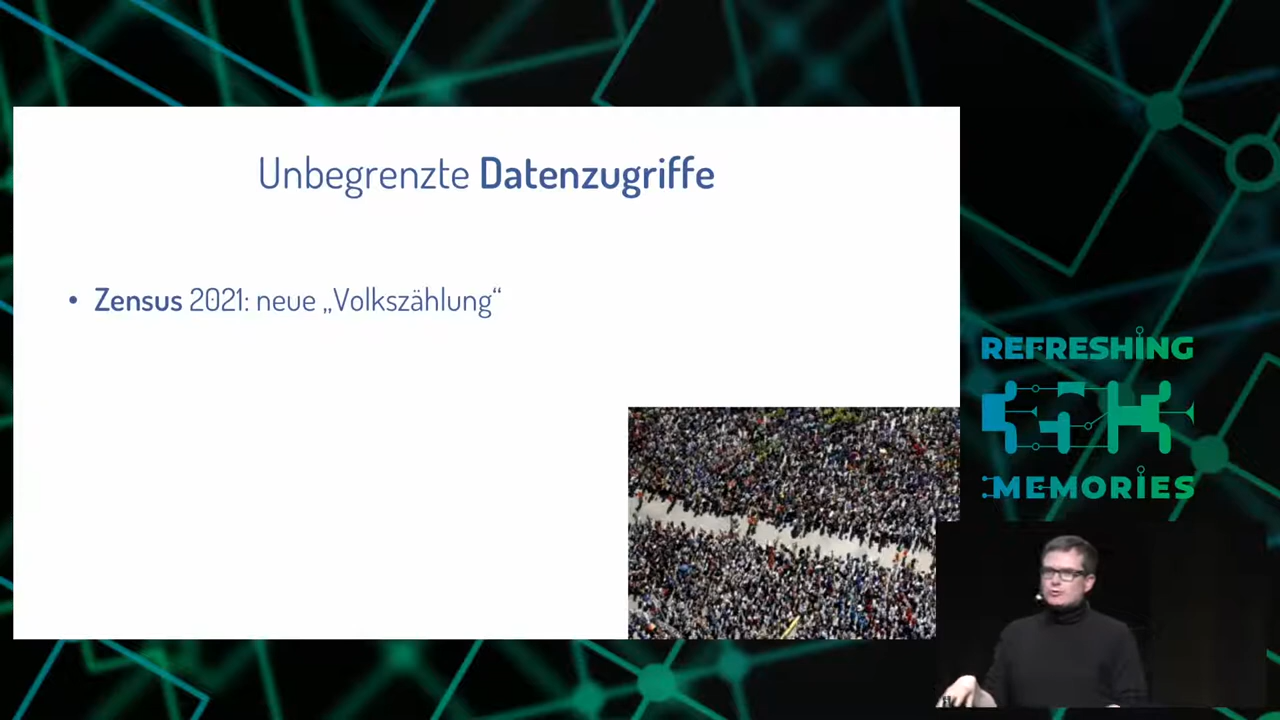 Unbegrenzte Datenzugriffe
• Zensus 2021: neue „Volkszählung“
REFRESHING
MEMORIES